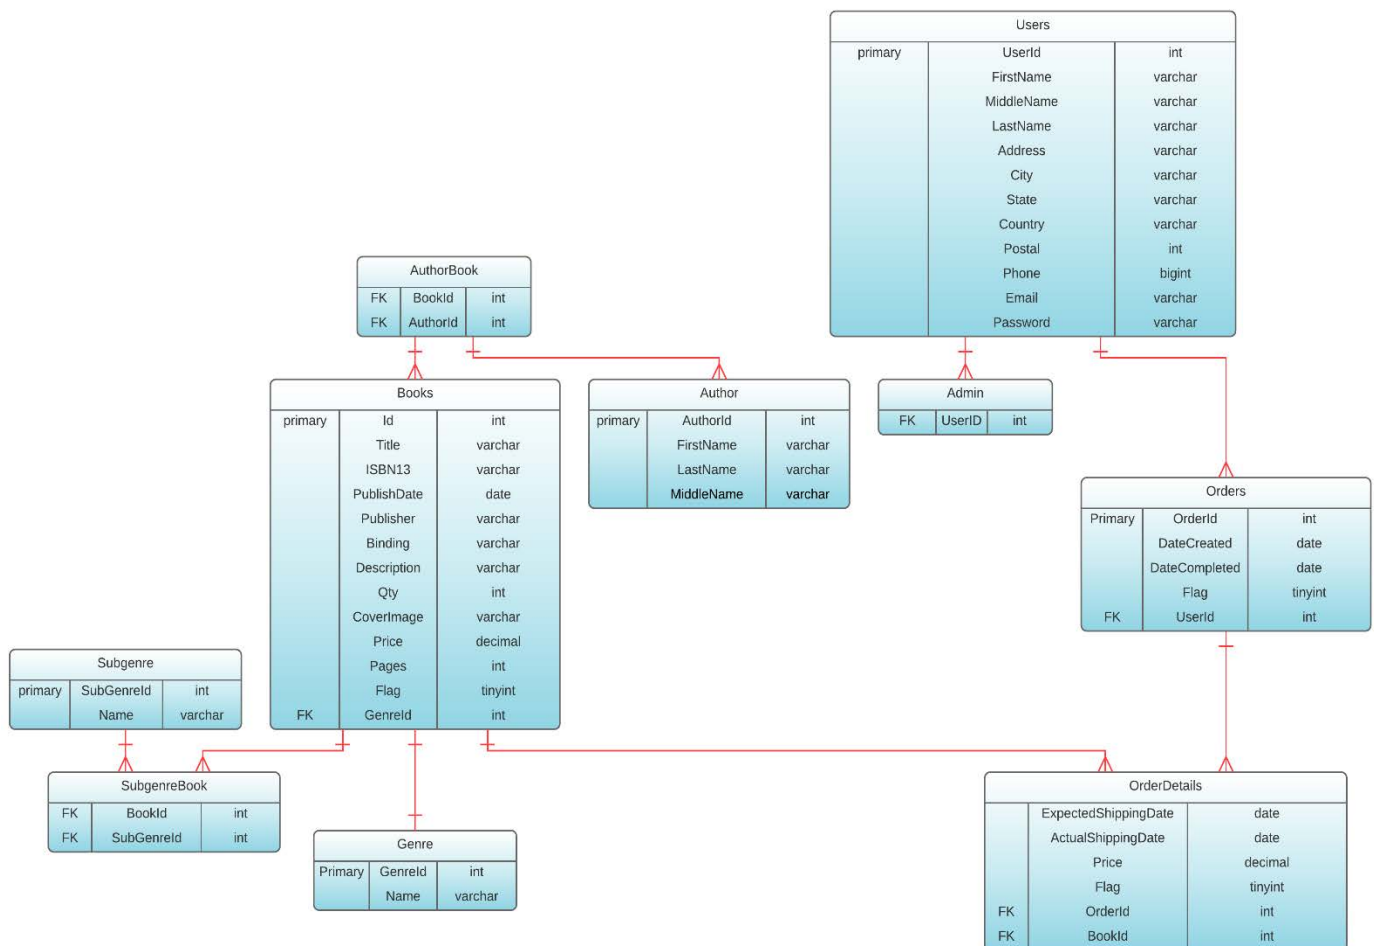 Users
primary UserId int
FirstName varchar
MiddleName varchar
LastName varchar
Address varchar
City varchar
State varchar
Country varchar
Postal int
Phone bigint
Email varchar
Password varchar
AuthorBook
FK BookId int
FK AuthorId int
Books
primary Id int
Title varchar
ISBN13 varchar
PublishDate date
Publisher varchar
Binding varchar
Description varchar
Qty int
CoverImage varchar
Price decimal
Pages int
Flag tinyint
FK GenreId int
Author
primary AuthorId int
FirstName varchar
LastName varchar
MiddleName varchar
Admin
FK UserID int
Orders
Primary OrderId int
DateCreated date
DateCompleted date
Flag tinyint
FK UserId int
Subgenre
primary SubGenreId int
Name varchar
SubgenreBook
FK BookId int
FK SubGenreId int
Genre
Primary GenreId int
Name varchar
OrderDetails
ExpectedShippingDate date
ActualShippingDate date
Price decimal
Flag tinyint
FK OrderId int
FK BookId int